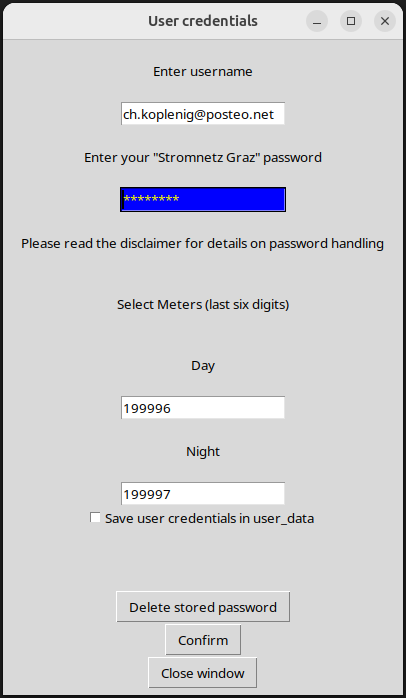 User credentials
Enter username
ch.koplenig@posteo.net
Enter your "Stromnetz Graz" password
********
Please read the disclaimer for details on password handling
Select Meters (last six digits)
Day
199996
Night
199997
Save user credentials in user_data
Delete stored password
Confirm
Close window